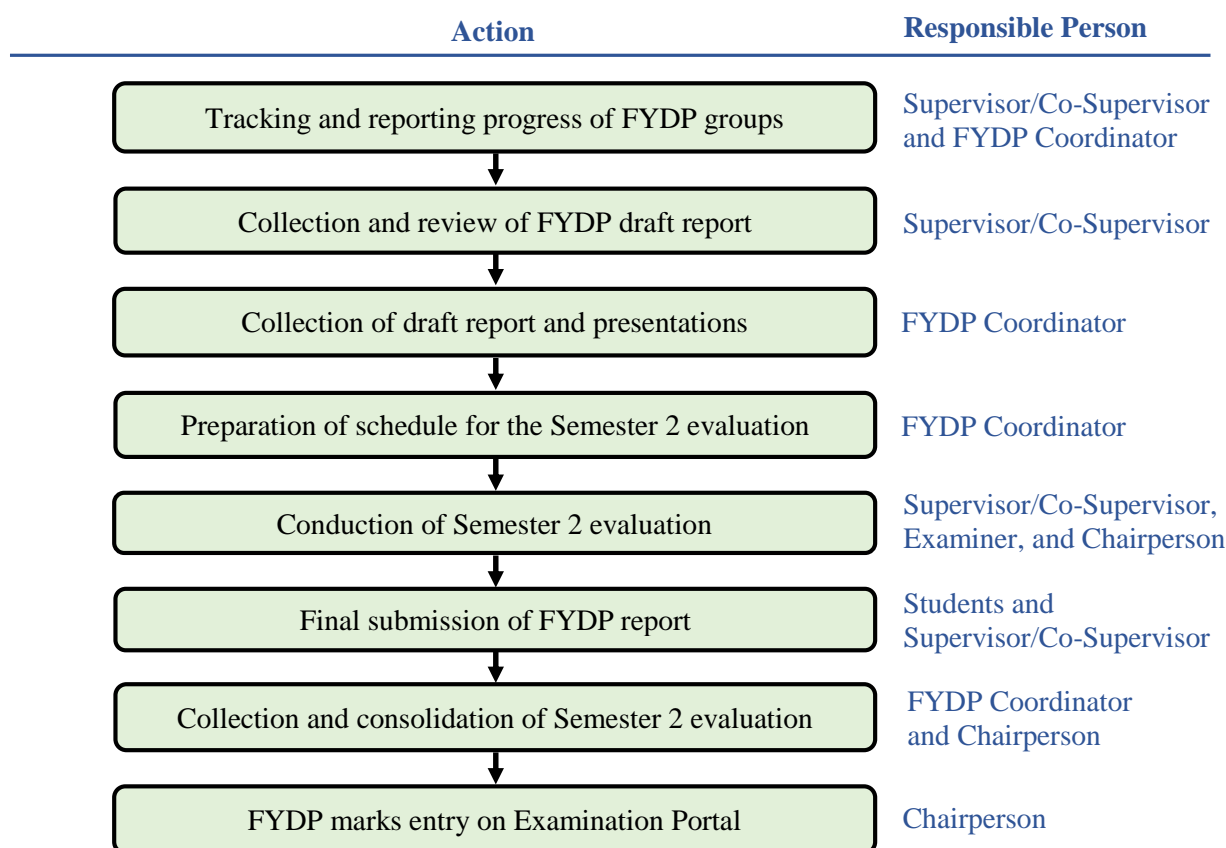 Action
Responsible Person
Tracking and reporting progress of FYDP groups
Supervisor/Co-Supervisor
and FYDP Coordinator
Collection and review of FYDP draft report
Supervisor/Co-Supervisor
Collection of draft report and presentations
FYDP Coordinator
Preparation of schedule for the Semester 2 evaluation
FYDP Coordinator
Conduction of Semester 2 evaluation
Supervisor/Co-Supervisor,
Examiner, and Chairperson
Final submission of FYDP report
Students and
Supervisor/Co-Supervisor
Collection and consolidation of Semester 2 evaluation
FYDP Coordinator
and Chairperson
FYDP marks entry on Examination Portal
Chairperson